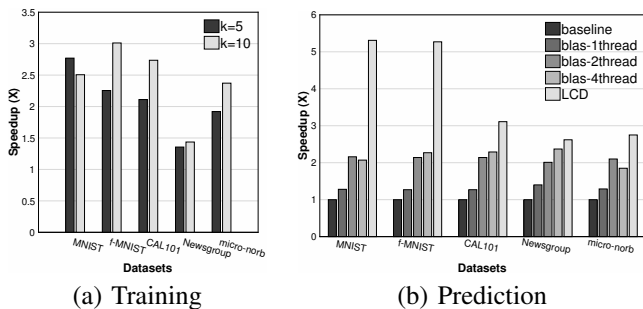 3.5
3
2.5
2
1.5
1
0.5
0
Speedup (X)
k=5
k=10
MNIST
f-MNIST
CAL101
Newsgroup
micro-norb
Datasets
(a) Training
6
5
4
3
2
1
0
Speedup (X)
baseline
blas-1thread
blas-2thread
blas-4thread
LCD
MNIST
f-MNIST
CAL101
Newsgroup
micro-norb
Datasets
(b) Prediction